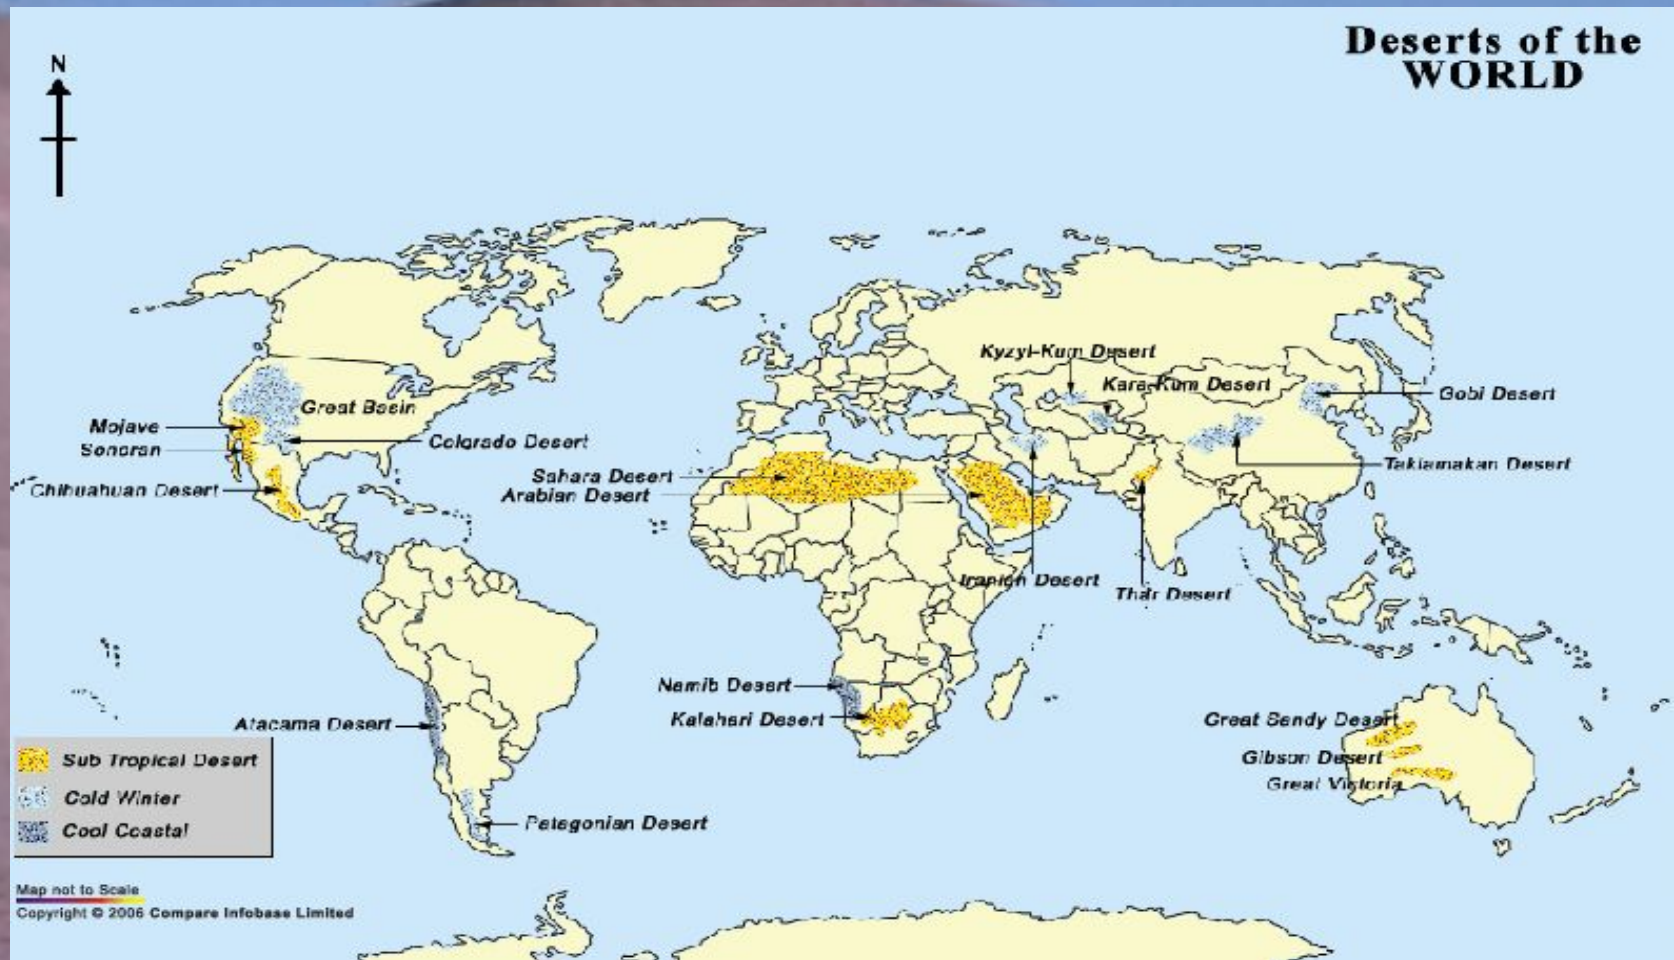 Deserts of the
WORLD
N
Kyzyl-Kum Desert
Kara-Kum Desert
Gobi Desert
Great Basin
Mojave
Colorado Desert
Sonoran
Taklamakan Desert
Sahara Desert
Chihuahuan Desert
Arabian Desert
Iranian Desert
Thar Desert
Namib Desert
Kalahari Desert
Great Sandy Desert
Atacama Desert
Gibson Desert
Great Victoria
Sub Tropical Desert
Cold Winter
Cool Coastal
Patagonian Desert
Map not to Scale
Copyright © 2006 Compare Infobase Limited